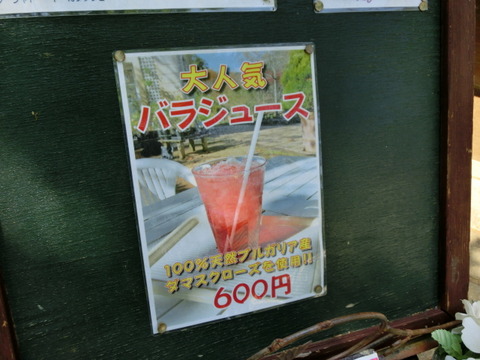 大人気
バラジュース
100%天然ブルガリア産
ダマスクローズを使用!!
600円